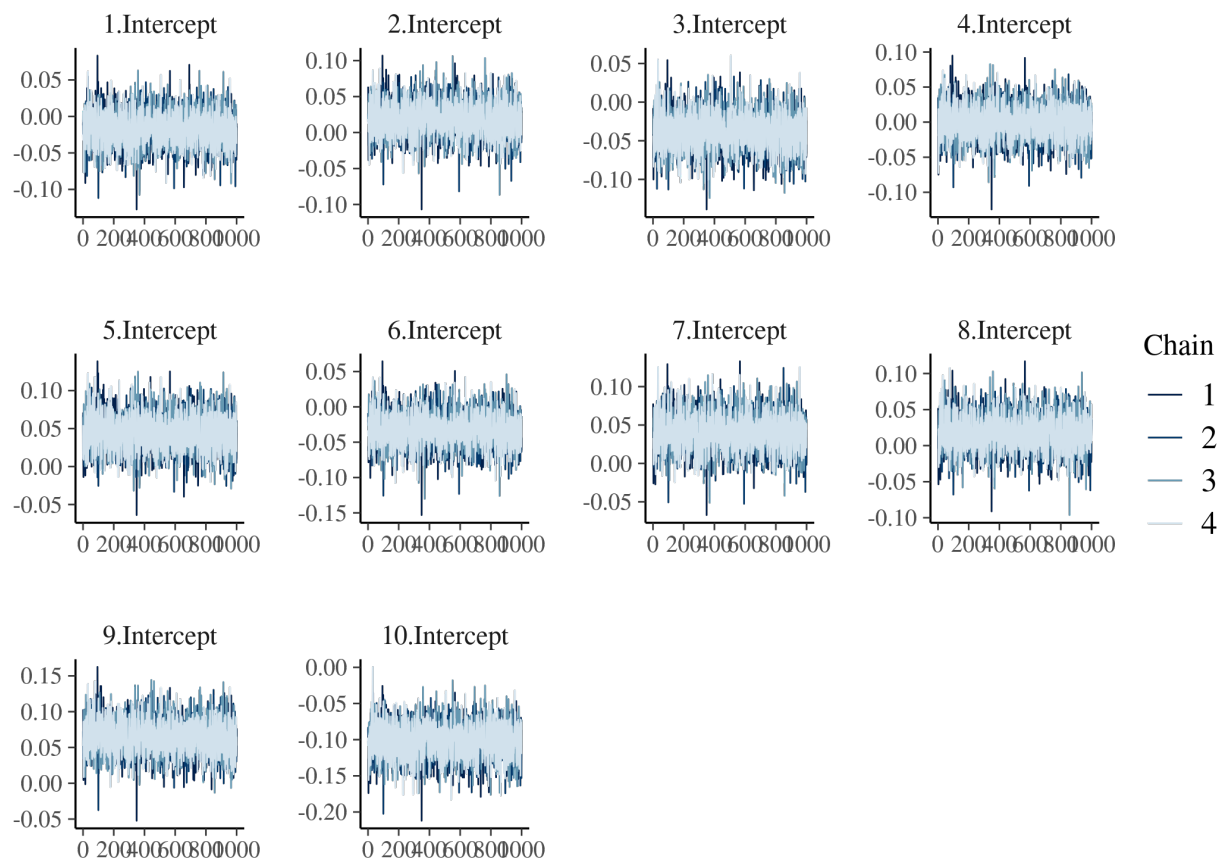 1.Intercept 2.Intercept 3.Intercept 4.Intercept
0.05 0.00 -0.05 -0.10
0.10 0.05 0.00 -0.05 -0.10
0.05 0.00 -0.05 -0.10
0.10 0.05 0.00 -0.05 -0.10
0 200 400 600 800 1000 0 200 400 600 800 1000 0 200 400 600 800 1000 0 200 400 600 800 1000
5.Intercept 6.Intercept 7.Intercept 8.Intercept
0.10 0.05 0.00 -0.05
0.05 0.00 -0.05 -0.10 -0.15
0.10 0.05 0.00 -0.05
0.10 0.05 0.00 -0.05 -0.10
0 200 400 600 800 1000 0 200 400 600 800 1000 0 200 400 600 800 1000 0 200 400 600 800 1000
Chain
1
2
3
4
9.Intercept 10.Intercept
0.15 0.10 0.05 0.00 -0.05
0.00 -0.05 -0.10 -0.15 -0.20
0 200 400 600 800 1000 0 200 400 600 800 1000